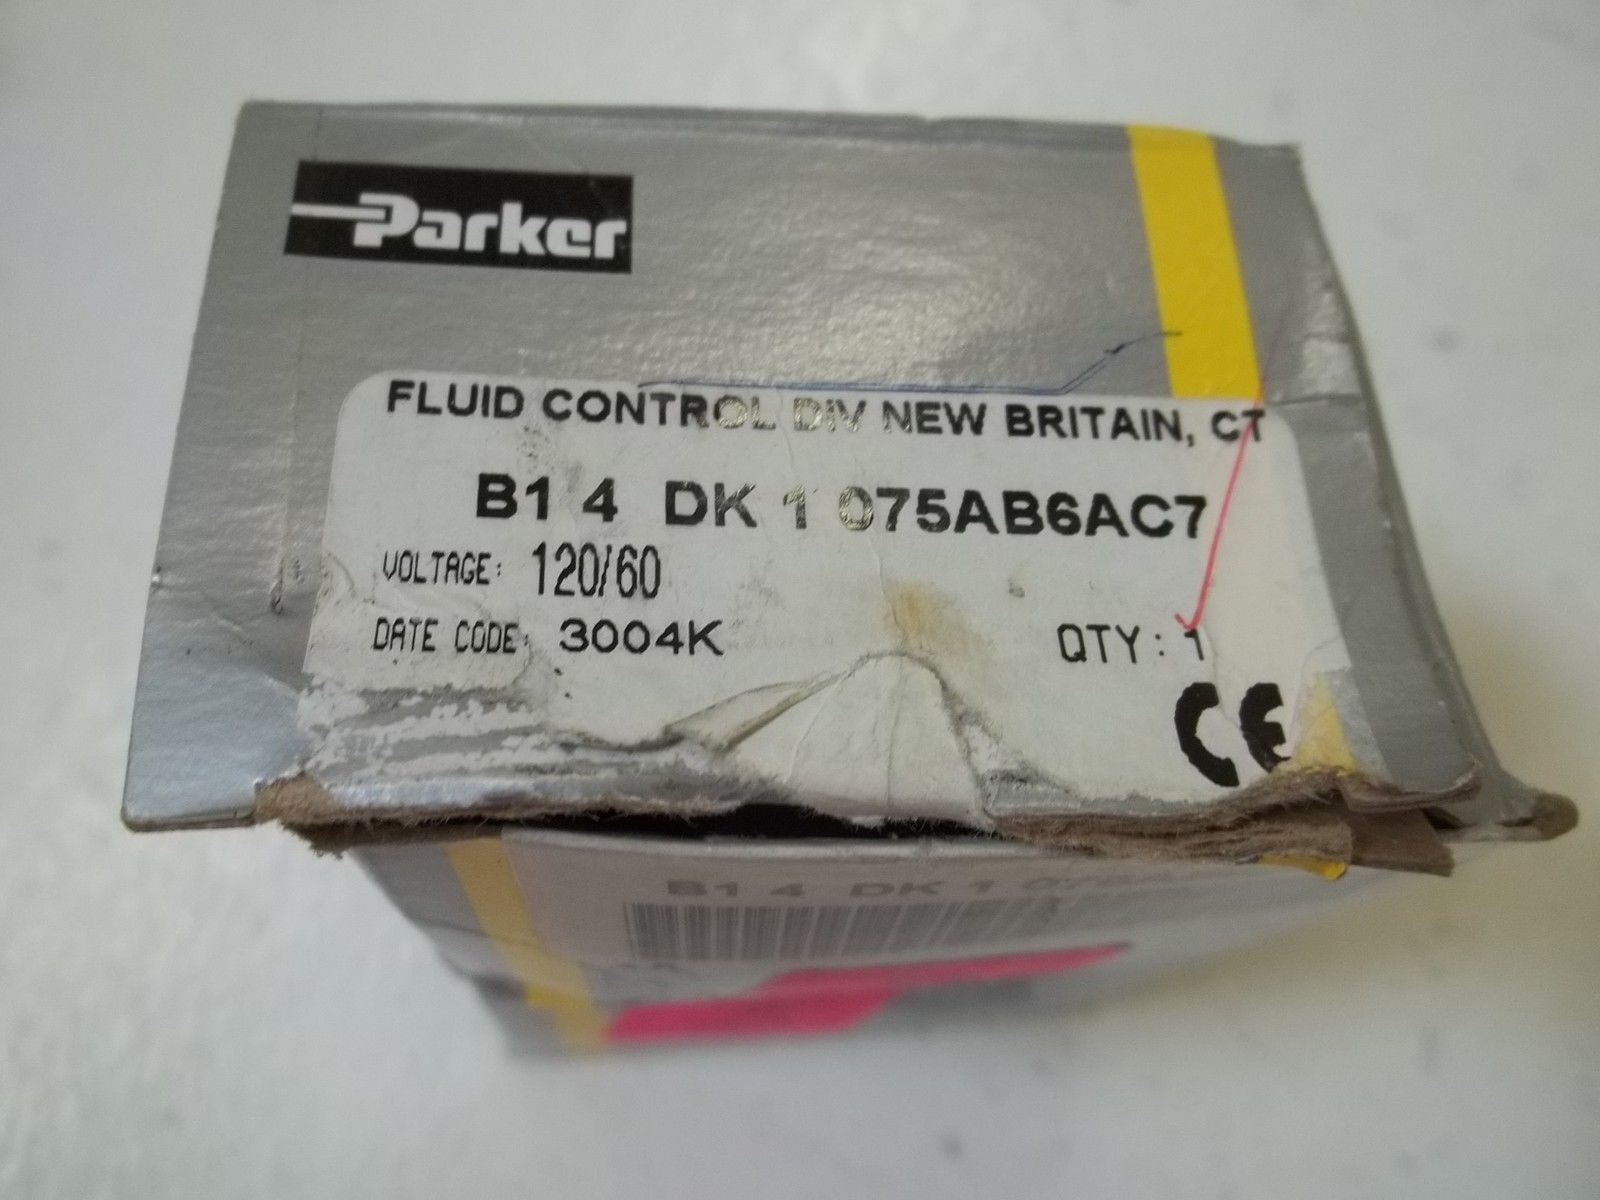 Parker
FLUID CONTROL DIV NEW BRITAIN, CT
B1 4 DK 1 075AB6AC7
VOLTAGE: 120/60
DATE CODE: 3004K
QTY: 1
CE
B1 4 DK 1